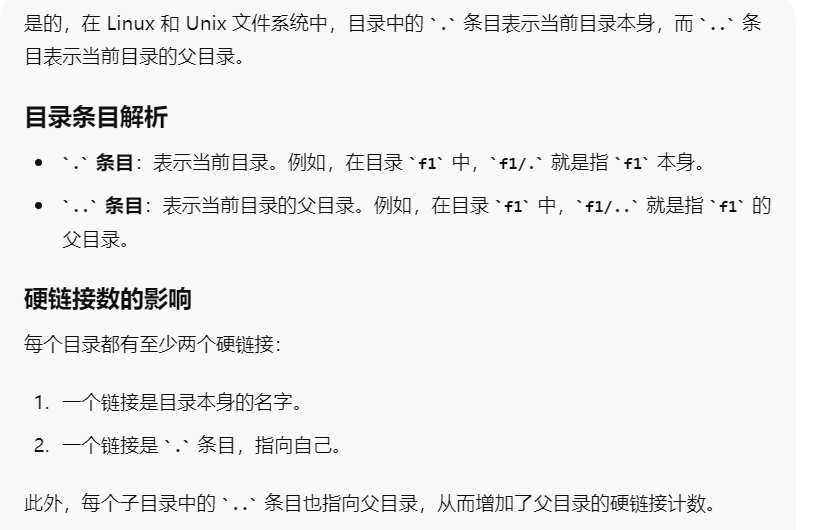 是的，在 Linux 和 Unix 文件系统中，目录中的 `.` 条目表示当前目录本身，而 `..` 条
目表示当前目录的父目录。
目录条目解析
• `.` 条目：表示当前目录。例如，在目录 `f1` 中，`f1/.` 就是指 `f1` 本身。
• `..` 条目：表示当前目录的父目录。例如，在目录 `f1` 中，`f1/..` 就是指 `f1` 的
父目录。
硬链接数的影响
每个目录都有至少两个硬链接：
1. 一个链接是目录本身的名字。
2. 一个链接是 `.` 条目，指向自己。
此外，每个子目录中的 `..` 条目也指向父目录，从而增加了父目录的硬链接计数。